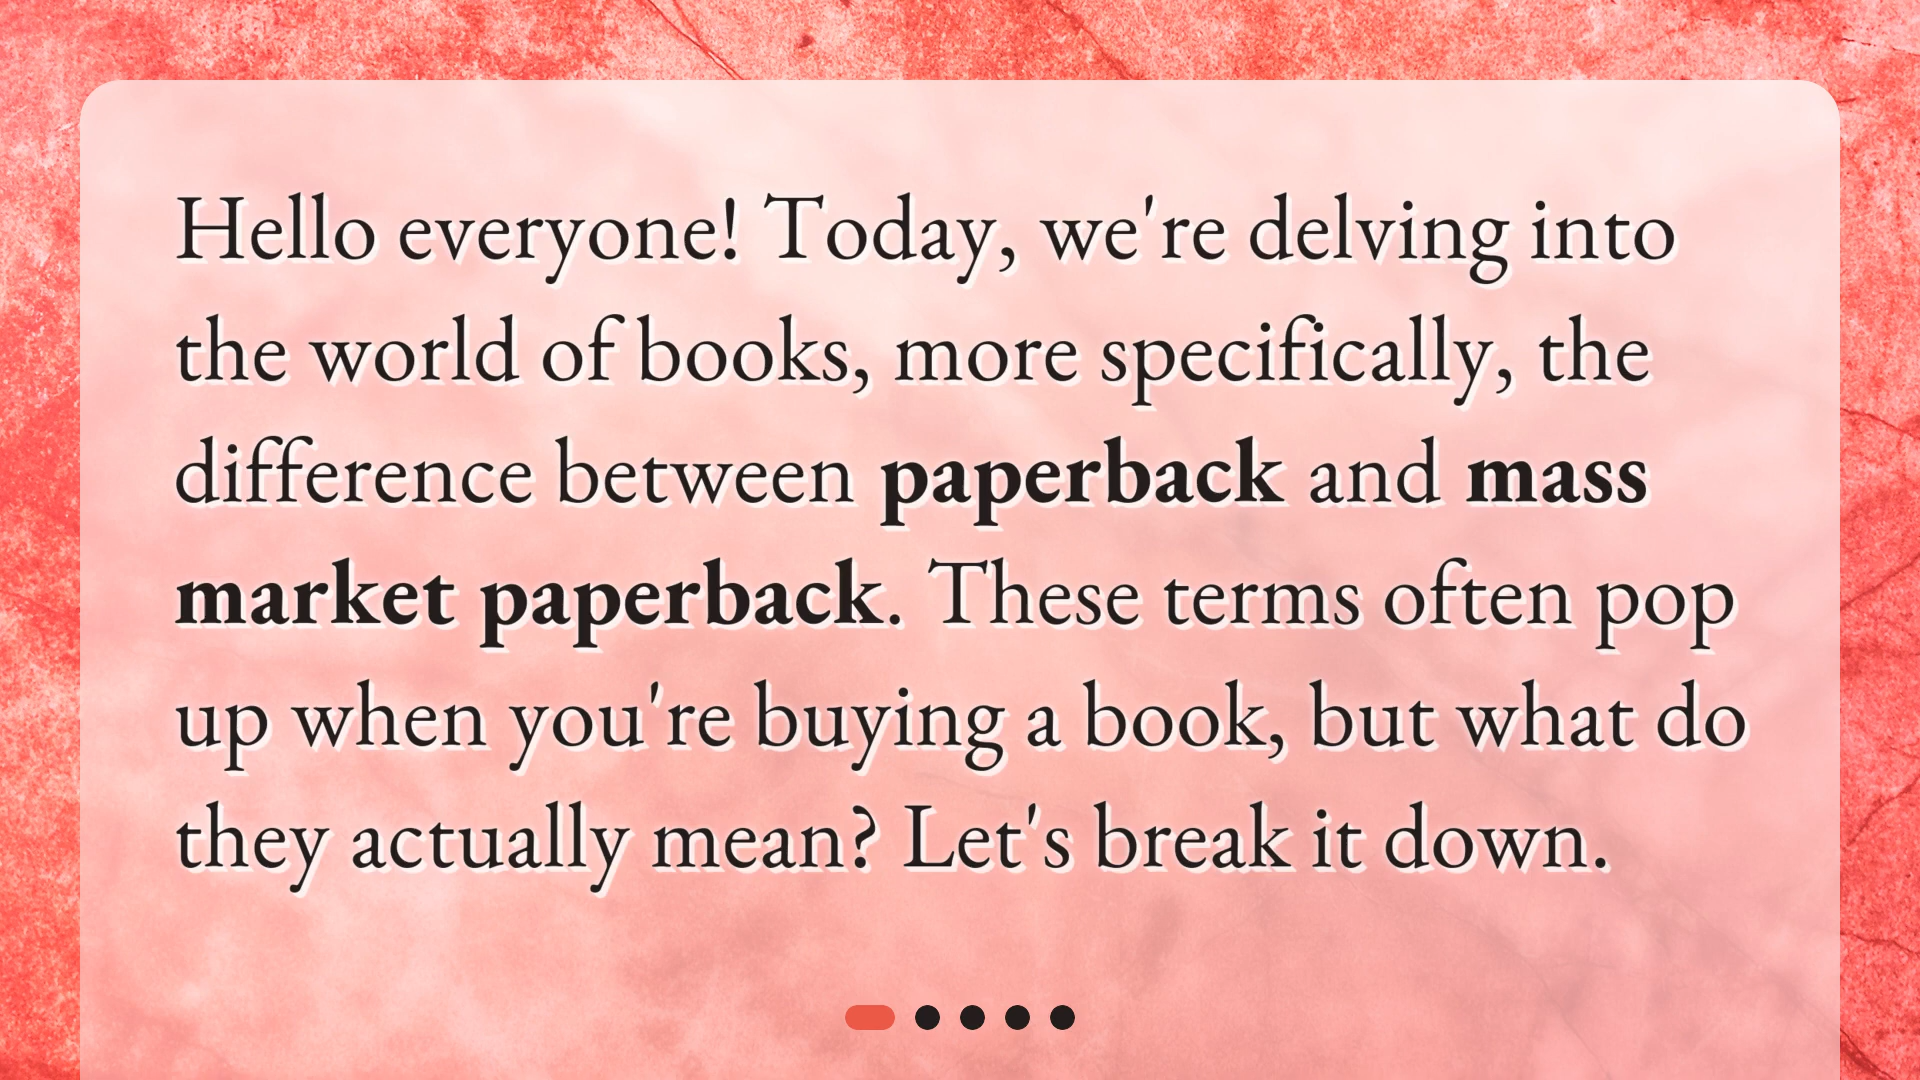 Hello everyone! Today, we're delving into
the world of books, more specifically, the
difference between paperback and mass
market paperback. These terms often pop
up when you're buying a book, but what do
they actually mean? Let's break it down.